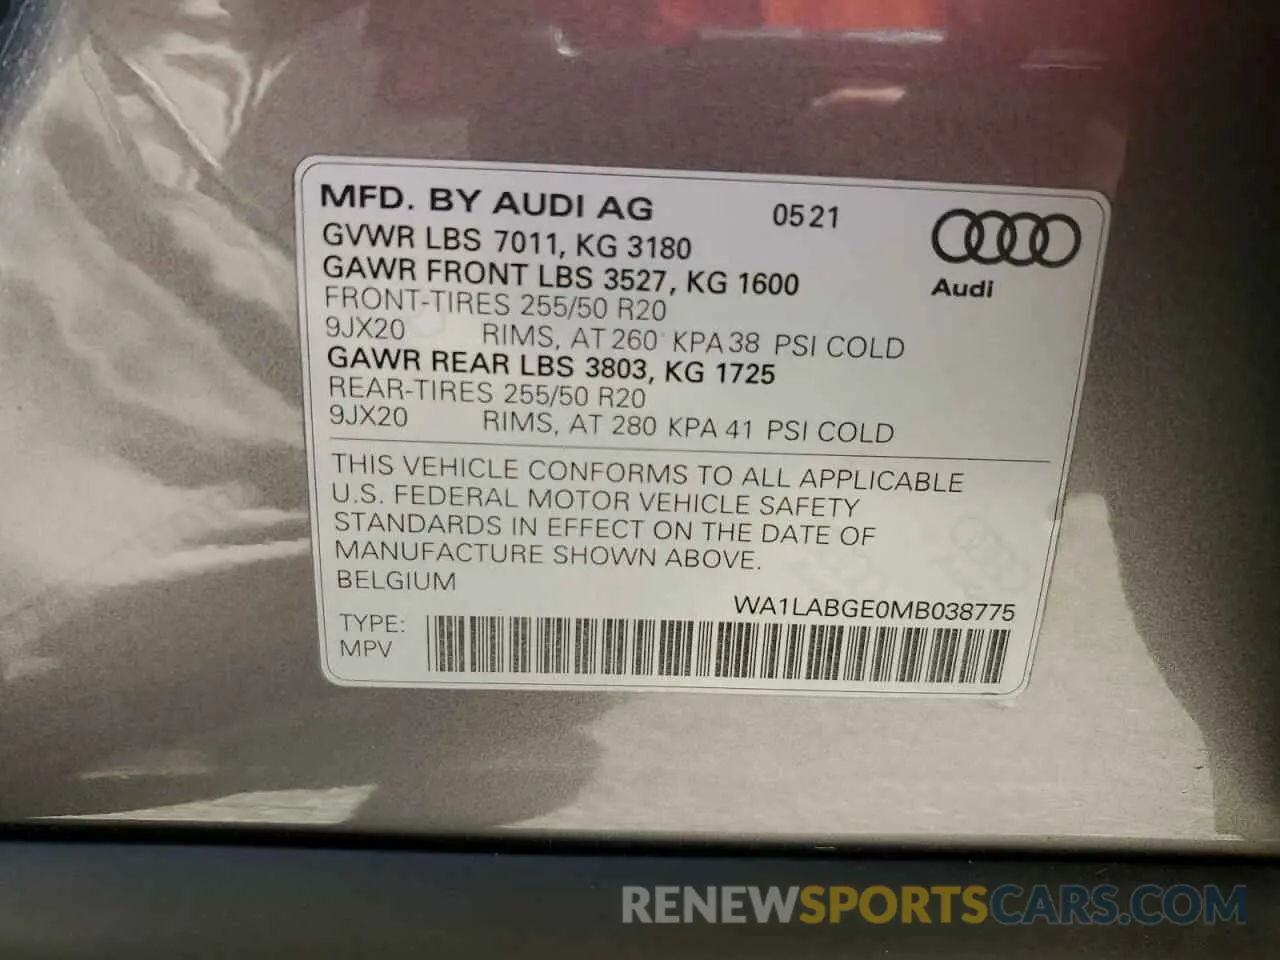 MFD. BY AUDI AG 0521
GVWR LBS 7011, KG 3180
GAWR FRONT LBS 3527, KG 1600
Audi
FRONT-TIRES 255/50 R20
9JX20 RIMS, AT 260 KPA 38 PSI COLD
GAWR REAR LBS 3803, KG 1725
REAR-TIRES 255/50 R20
9JX20 RIMS, AT 280 KPA 41 PSI COLD
THIS VEHICLE CONFORMS TO ALL APPLICABLE
U.S. FEDERAL MOTOR VEHICLE SAFETY
STANDARDS IN EFFECT ON THE DATE OF
MANUFACTURE SHOWN ABOVE.
BELGIUM
WA1LABGE0MB038775
TYPE:
MPV
RENEWSPORTSCARS.COM